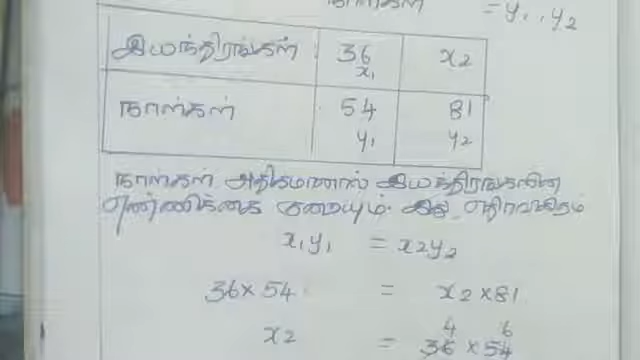 நாள்கள் = y₁, y₂
இயந்திரங்கள் 36 x₂
x₁
நாள்கள் 54 81
y₁ y₂
நாள்கள் அதிகமானால் இயந்திரங்களின்
எண்ணிக்கை குறையும். இது எதிர்விகிதம்
x₁y₁ = x₂y₂
36 × 54 = x₂ × 81
4 6
x₂ = 36 × 54